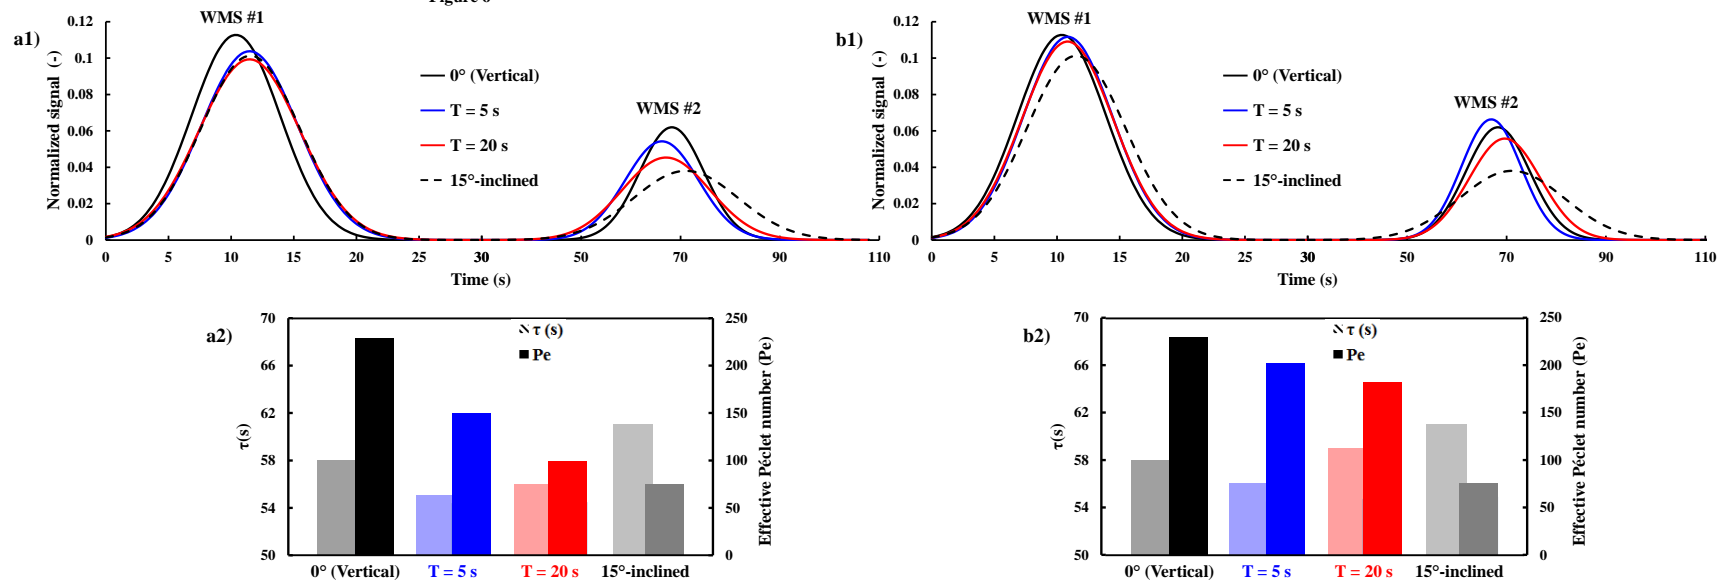 a1)
WMS #1
0.12
0.1
0.08
0.06
0.04
0.02
0
Normalized signal (-)
0° (Vertical)
T = 5 s
T = 20 s
15°-inclined
WMS #2
0 5 10 15 20 25 30 50 70 90 110
Time (s)
b1)
WMS #1
0.12
0.1
0.08
0.06
0.04
0.02
0
Normalized signal (-)
0° (Vertical)
T = 5 s
T = 20 s
15°-inclined
WMS #2
0 5 10 15 20 25 30 50 70 90 110
Time (s)
a2)
70
66
62
58
54
50
τ(s)
τ (s)
Pe
250
200
150
100
50
0
Effective Péclet number (Pe)
0° (Vertical) T = 5 s T = 20 s 15°-inclined
b2)
70
66
62
58
54
50
τ(s)
τ (s)
Pe
250
200
150
100
50
0
Effective Péclet number (Pe)
0° (Vertical) T = 5 s T = 20 s 15°-inclined